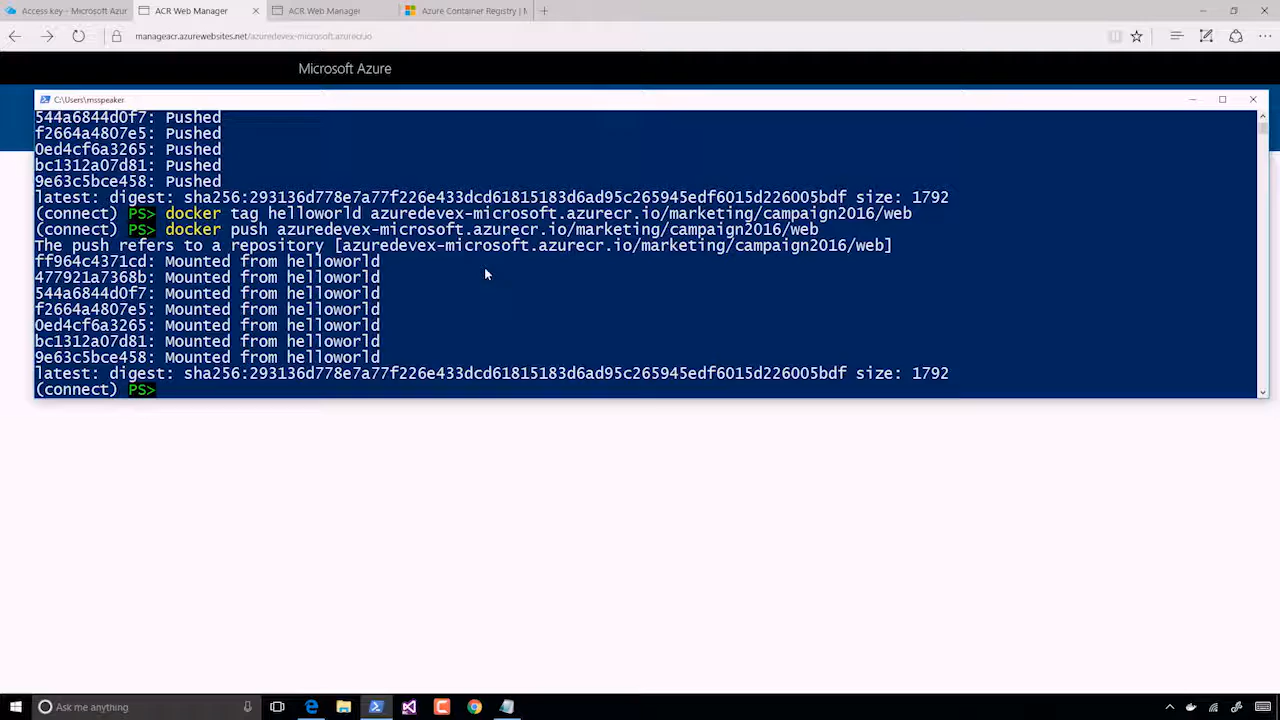 Access key - Microsoft Azur
ACR Web Manager
ACR Web Manager
Azure Container Registry | M
manageacr.azurewebsites.net/azuredevex-microsoft.azurecr.io
Microsoft Azure
C:\Users\msspeaker
544a6844d0f7: Pushed
f2664a4807e5: Pushed
0ed4cf6a3265: Pushed
bc1312a07d81: Pushed
9e63c5bce458: Pushed
latest: digest: sha256:293136d778e7a77f226e433dcd61815183d6ad95c265945edf6015d226005bdf size: 1792
(connect) PS> docker tag helloworld azuredevex-microsoft.azurecr.io/marketing/campaign2016/web
(connect) PS> docker push azuredevex-microsoft.azurecr.io/marketing/campaign2016/web
The push refers to a repository [azuredevex-microsoft.azurecr.io/marketing/campaign2016/web]
ff964c4371cd: Mounted from helloworld
477921a7368b: Mounted from helloworld
544a6844d0f7: Mounted from helloworld
f2664a4807e5: Mounted from helloworld
0ed4cf6a3265: Mounted from helloworld
bc1312a07d81: Mounted from helloworld
9e63c5bce458: Mounted from helloworld
latest: digest: sha256:293136d778e7a77f226e433dcd61815183d6ad95c265945edf6015d226005bdf size: 1792
(connect) PS>
Ask me anything